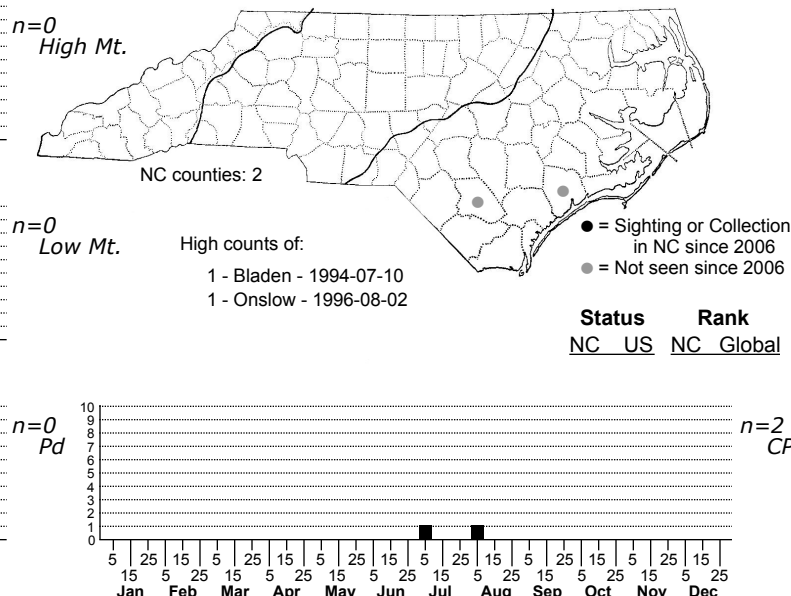 n=0
High Mt.
NC counties: 2
n=0
Low Mt.
High counts of:
1 - Bladen - 1994-07-10
1 - Onslow - 1996-08-02
● = Sighting or Collection
in NC since 2006
● = Not seen since 2006
Status Rank
NC US NC Global
n=0
Pd
n=2
CP
10
9
8
7
6
5
4
3
2
1
0
5 25 15 5 25 15 5 25 15 5 25 15 5 25 15 5 25 15
15 5 25 15 5 25 15 5 25 15 5 25 15 5 25 15 5 25
Jan Feb Mar Apr May Jun Jul Aug Sep Oct Nov Dec